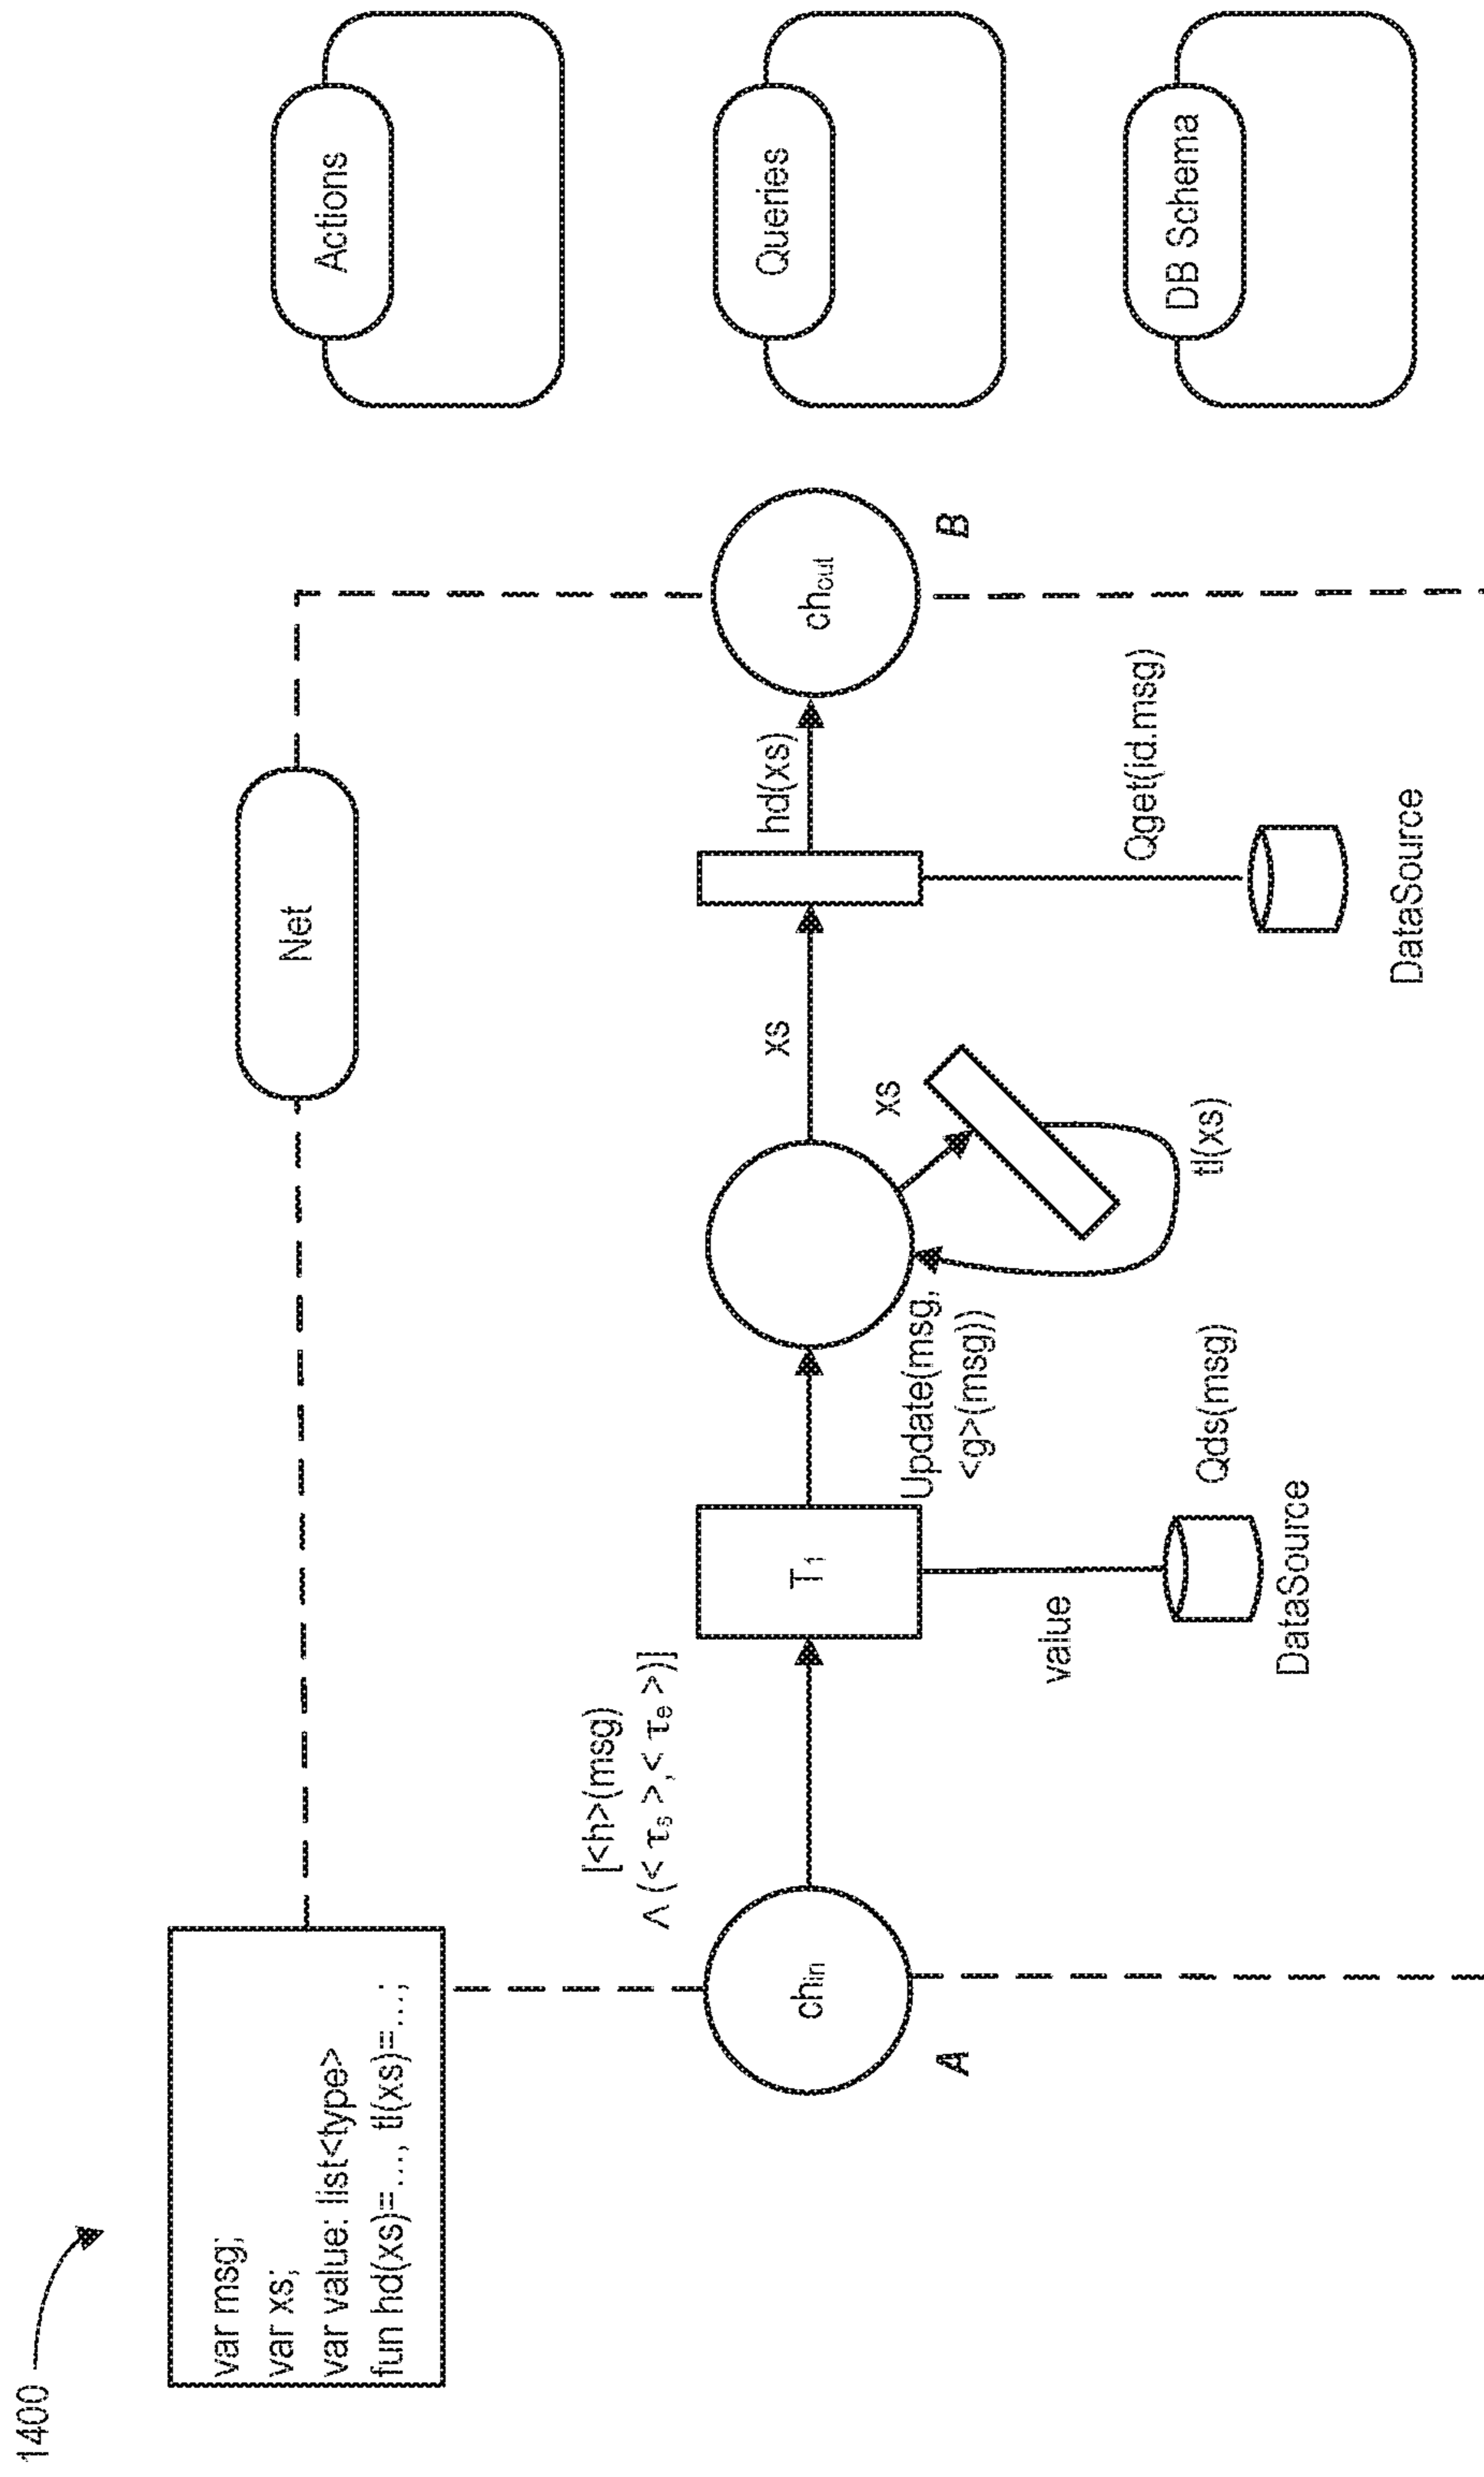 1400
var msg;
var xs;
var value: list<type>
fun hd(xs)=..., tl(xs)=...;
Net
Actions
[<h>(msg)
∧ (< τs >,< τe >)]
chin
A
T1
value
DataSource
Qds(msg)
Update(msg,
<g>(msg))
xs
tl(xs)
xs
hd(xs)
Qget(id.msg)
DataSource
chout
B
Queries
DB Schema